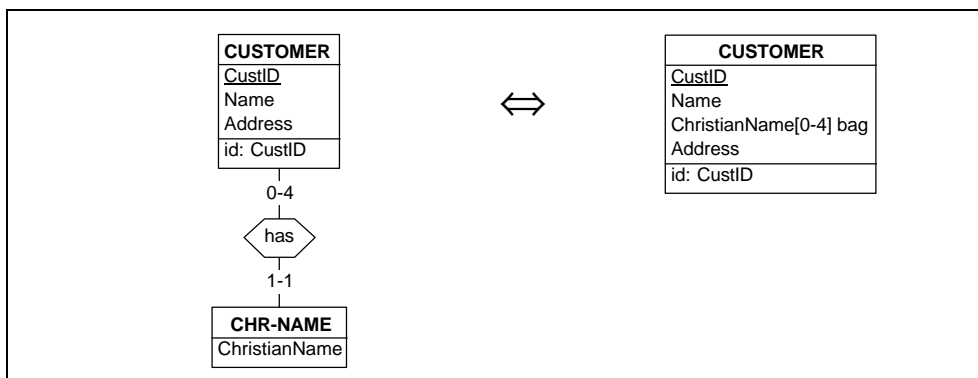 CUSTOMER
CustID
Name
Address
id: CustID
0-4
has
1-1
CHR-NAME
ChristianName
⇔
CUSTOMER
CustID
Name
ChristianName[0-4] bag
Address
id: CustID